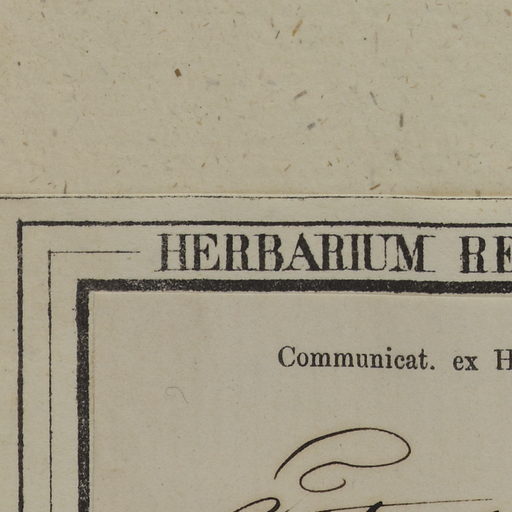 HERBARIUM RE
Communicat. ex H